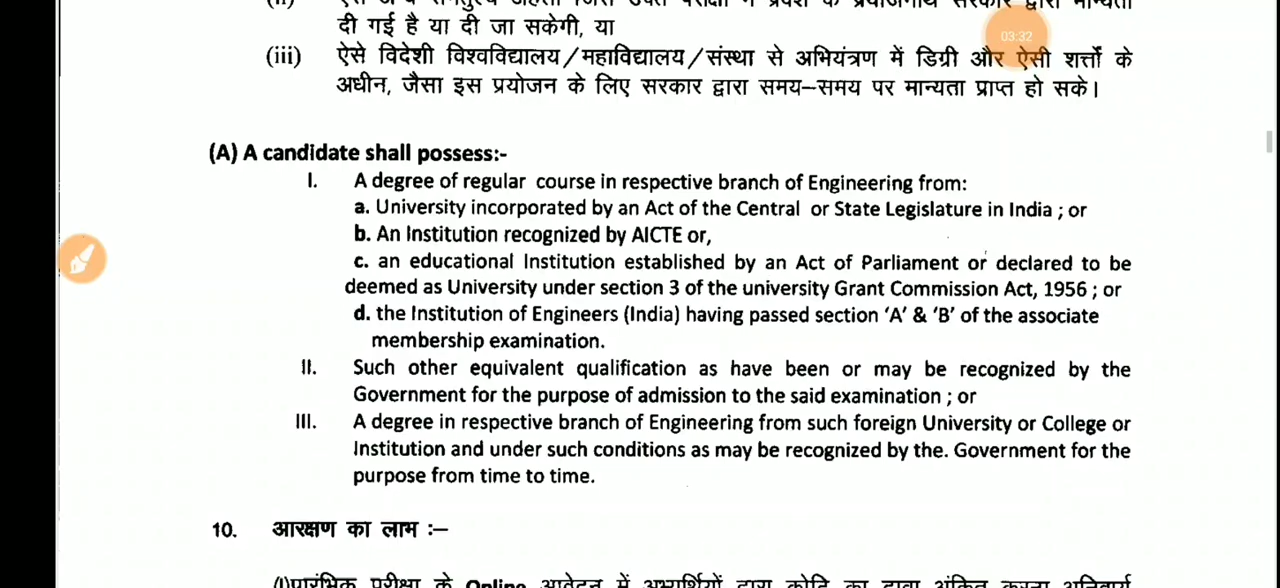 दी गई है या दी जा सकेगी, या
03:32
(iii) ऐसे विदेशी विश्वविद्यालय/महाविद्यालय/संस्था से अभियंत्रण में डिग्री और ऐसी शर्त्तों के
अधीन, जैसा इस प्रयोजन के लिए सरकार द्वारा समय–समय पर मान्यता प्राप्त हो सके।
(A) A candidate shall possess:-
I. A degree of regular course in respective branch of Engineering from:
a. University incorporated by an Act of the Central or State Legislature in India ; or
b. An Institution recognized by AICTE or,
c. an educational Institution established by an Act of Parliament or declared to be
deemed as University under section 3 of the university Grant Commission Act, 1956 ; or
d. the Institution of Engineers (India) having passed section ‘A’ & ‘B’ of the associate
membership examination.
II. Such other equivalent qualification as have been or may be recognized by the
Government for the purpose of admission to the said examination ; or
III. A degree in respective branch of Engineering from such foreign University or College or
Institution and under such conditions as may be recognized by the. Government for the
purpose from time to time.
10. आरक्षण का लाभ :–
(I)प्रारंभिक परीक्षा के Online आवेदन में अभ्यर्थियों द्वारा कोटि का दावा अंकित करना अनिवार्य